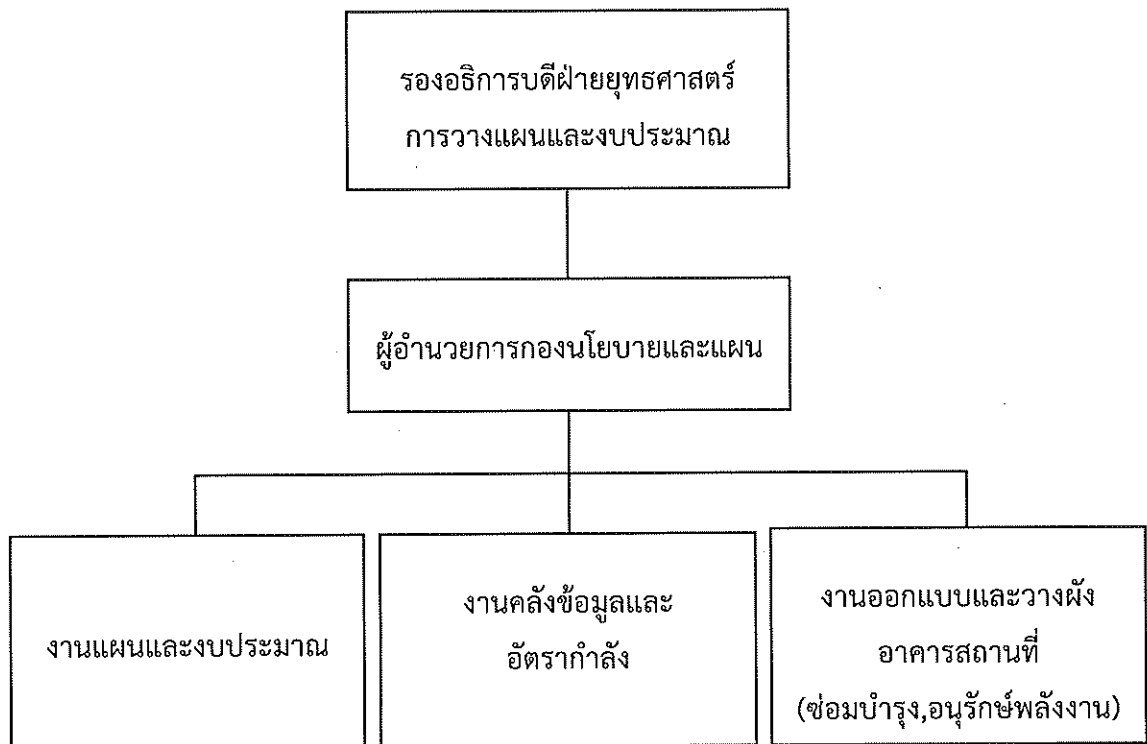 รองอธิการบดีฝ่ายยุทธศาสตร์
การวางแผนและงบประมาณ
ผู้อำนวยการกองนโยบายและแผน
งานแผนและงบประมาณ
งานคลังข้อมูลและ
อัตรากำลัง
งานออกแบบและวางผัง
อาคารสถานที่
(ซ่อมบำรุง,อนุรักษ์พลังงาน)